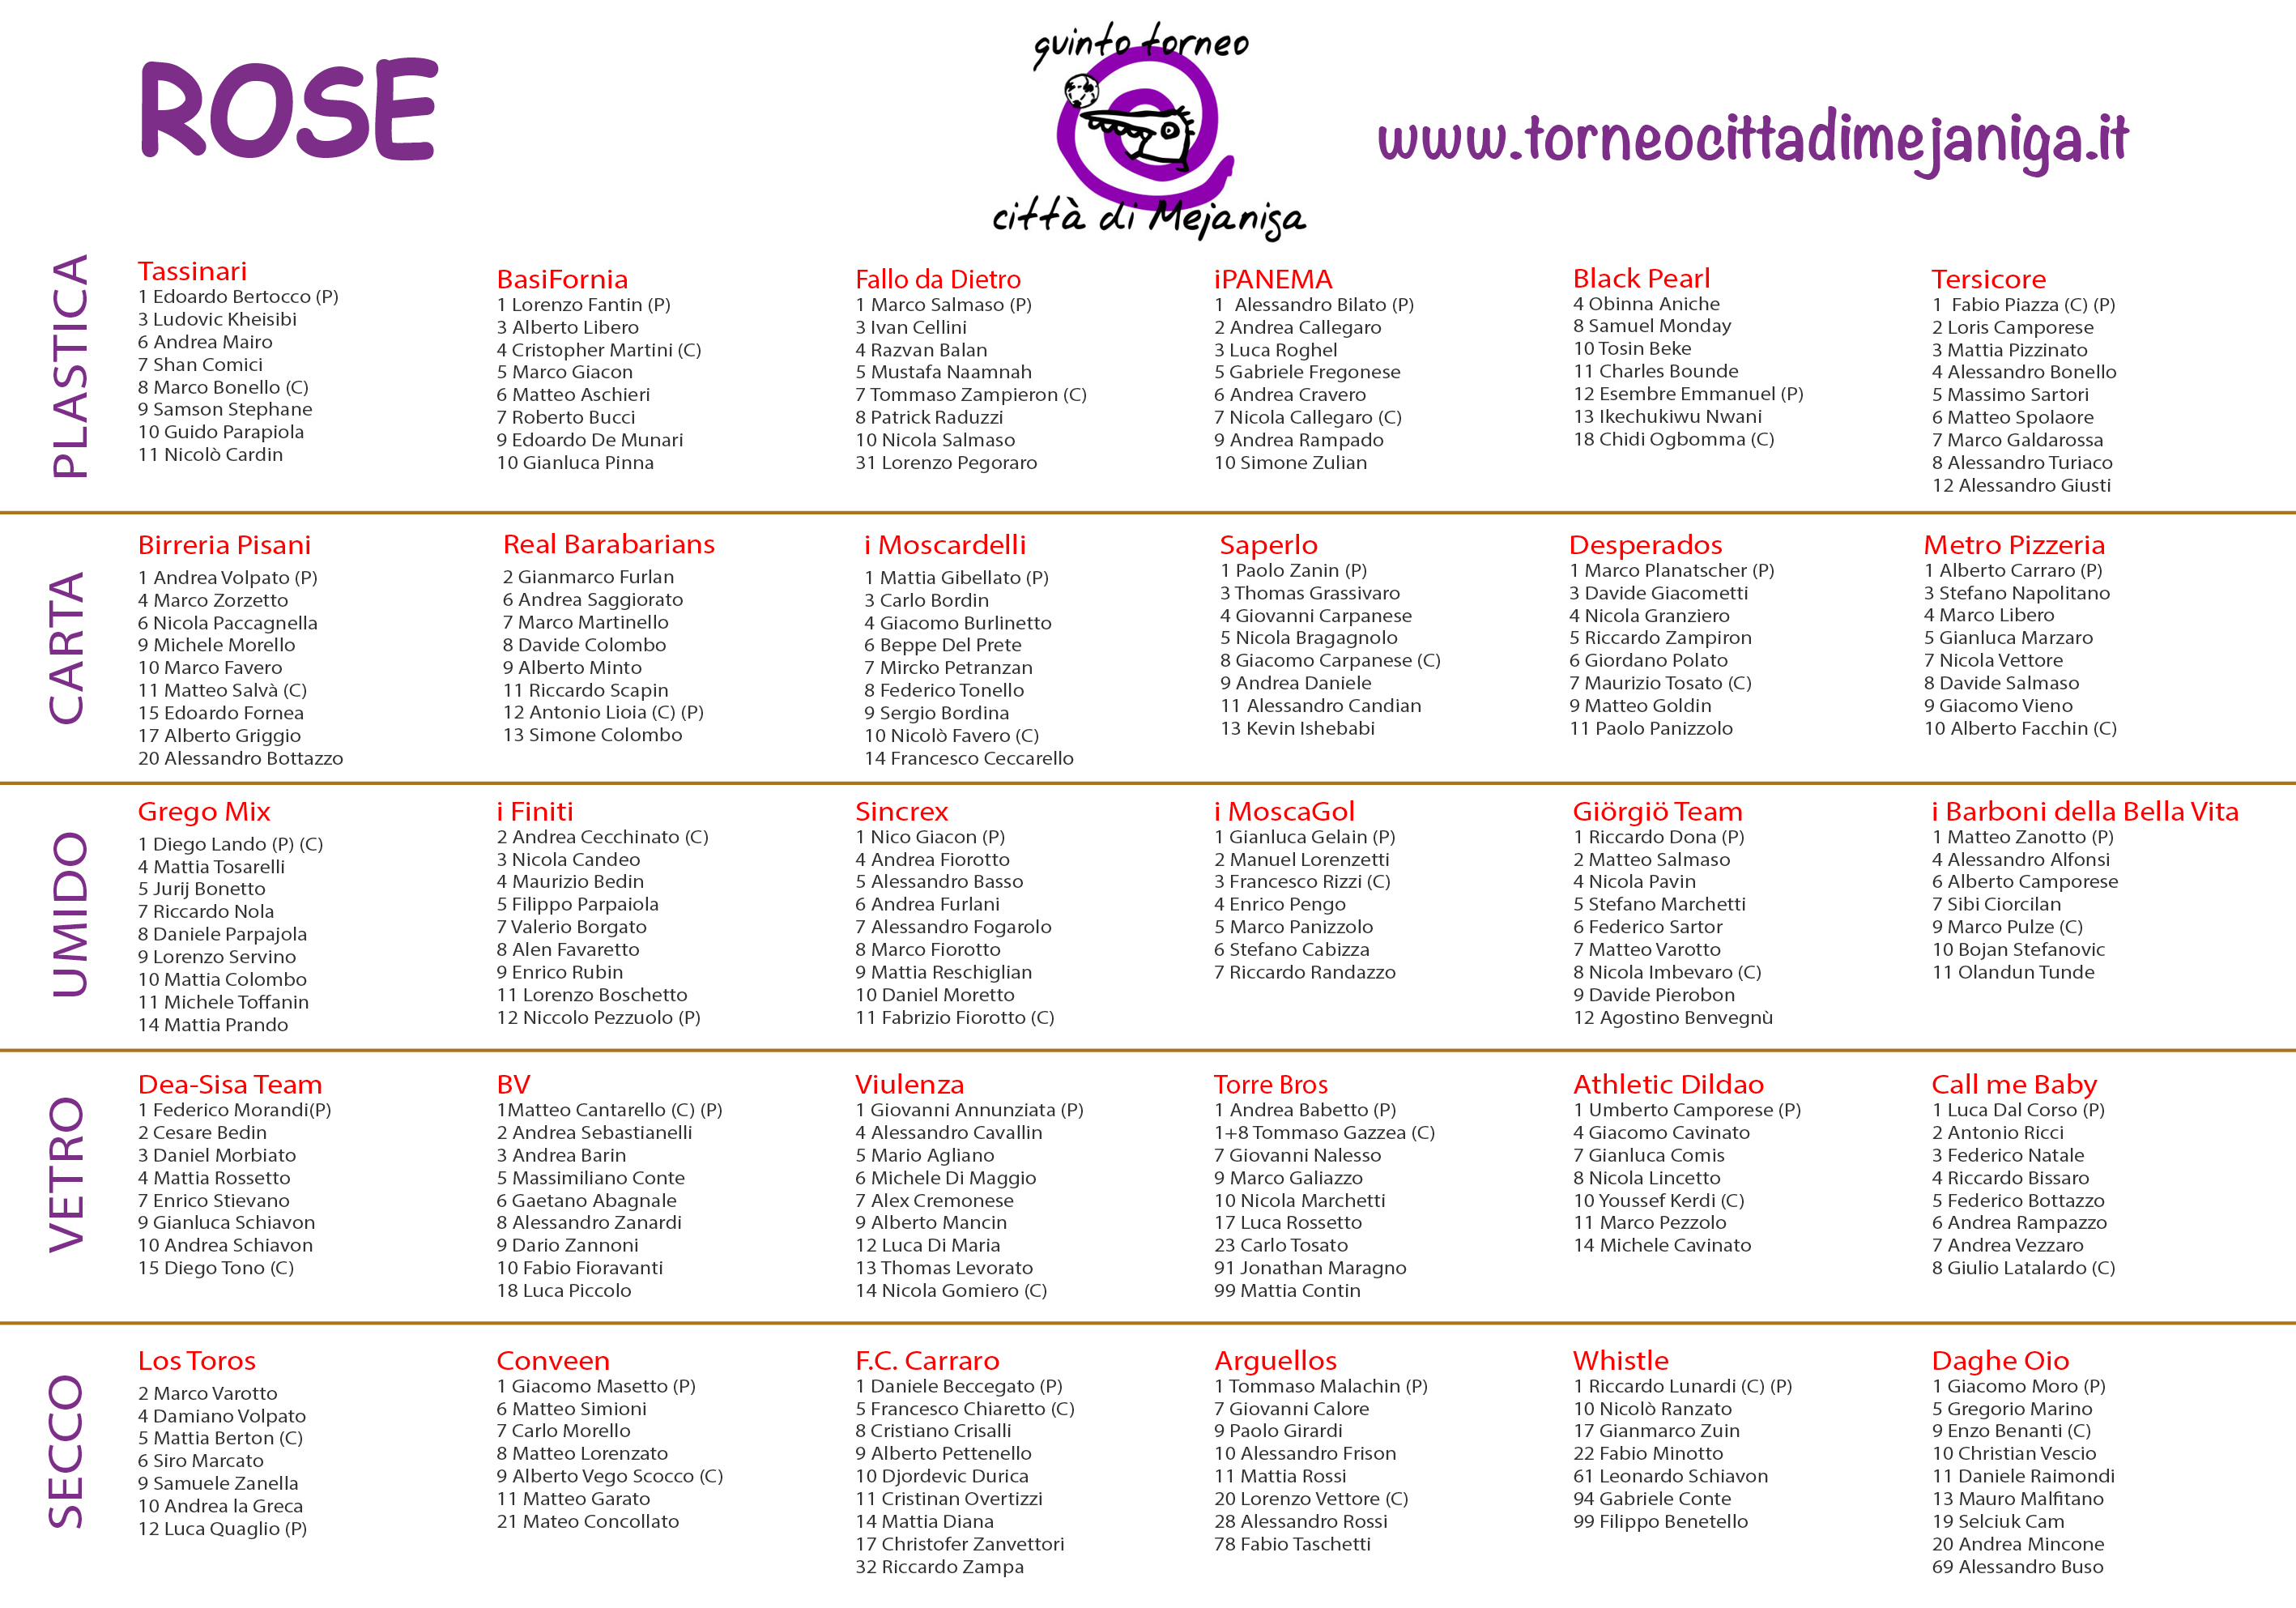 ROSE
quinto torneo
città di Mejaniga
www.torneocittadimejaniga.it
PLASTICA
Tassinari
1 Edoardo Bertocco (P)
3 Ludovic Kheisibi
6 Andrea Mairo
7 Shan Comici
8 Marco Bonello (C)
9 Samson Stephane
10 Guido Parapiola
11 Nicolò Cardin
BasiFornia
1 Lorenzo Fantin (P)
3 Alberto Libero
4 Cristopher Martini (C)
5 Marco Giacon
6 Matteo Aschieri
7 Roberto Bucci
9 Edoardo De Munari
10 Gianluca Pinna
Fallo da Dietro
1 Marco Salmaso (P)
3 Ivan Cellini
4 Razvan Balan
5 Mustafa Naamnah
7 Tommaso Zampieron (C)
8 Patrick Raduzzi
10 Nicola Salmaso
31 Lorenzo Pegoraro
iPANEMA
1 Alessandro Bilato (P)
2 Andrea Callegaro
3 Luca Roghel
5 Gabriele Fregonese
6 Andrea Cravero
7 Nicola Callegaro (C)
9 Andrea Rampado
10 Simone Zulian
Black Pearl
4 Obinna Aniche
8 Samuel Monday
10 Tosin Beke
11 Charles Bounde
12 Esembre Emmanuel (P)
13 Ikechukiwu Nwani
18 Chidi Ogbomma (C)
Tersicore
1 Fabio Piazza (C) (P)
2 Loris Camporese
3 Mattia Pizzinato
4 Alessandro Bonello
5 Massimo Sartori
6 Matteo Spolaore
7 Marco Galdarossa
8 Alessandro Turiaco
12 Alessandro Giusti
CARTA
Birreria Pisani
1 Andrea Volpato (P)
4 Marco Zorzetto
6 Nicola Paccagnella
9 Michele Morello
10 Marco Favero
11 Matteo Salvà (C)
15 Edoardo Fornea
17 Alberto Griggio
20 Alessandro Bottazzo
Real Barabarians
2 Gianmarco Furlan
6 Andrea Saggiorato
7 Marco Martinello
8 Davide Colombo
9 Alberto Minto
11 Riccardo Scapin
12 Antonio Lioia (C) (P)
13 Simone Colombo
i Moscardelli
1 Mattia Gibellato (P)
3 Carlo Bordin
4 Giacomo Burlinetto
6 Beppe Del Prete
7 Mircko Petranzan
8 Federico Tonello
9 Sergio Bordina
10 Nicolò Favero (C)
14 Francesco Ceccarello
Saperlo
1 Paolo Zanin (P)
3 Thomas Grassivaro
4 Giovanni Carpanese
5 Nicola Bragagnolo
8 Giacomo Carpanese (C)
9 Andrea Daniele
11 Alessandro Candian
13 Kevin Ishebabi
Desperados
1 Marco Planatscher (P)
3 Davide Giacometti
4 Nicola Granziero
5 Riccardo Zampiron
6 Giordano Polato
7 Maurizio Tosato (C)
9 Matteo Goldin
11 Paolo Panizzolo
Metro Pizzeria
1 Alberto Carraro (P)
3 Stefano Napolitano
4 Marco Libero
5 Gianluca Marzaro
7 Nicola Vettore
8 Davide Salmaso
9 Giacomo Vieno
10 Alberto Facchin (C)
UMIDO
Grego Mix
1 Diego Lando (P) (C)
4 Mattia Tosarelli
5 Jurij Bonetto
7 Riccardo Nola
8 Daniele Parpajola
9 Lorenzo Servino
10 Mattia Colombo
11 Michele Toffanin
14 Mattia Prando
i Finiti
2 Andrea Cecchinato (C)
3 Nicola Candeo
4 Maurizio Bedin
5 Filippo Parpaiola
7 Valerio Borgato
8 Alen Favaretto
9 Enrico Rubin
11 Lorenzo Boschetto
12 Niccolo Pezzuolo (P)
Sincrex
1 Nico Giacon (P)
4 Andrea Fiorotto
5 Alessandro Basso
6 Andrea Furlani
7 Alessandro Fogarolo
8 Marco Fiorotto
9 Mattia Reschiglian
10 Daniel Moretto
11 Fabrizio Fiorotto (C)
i MoscaGol
1 Gianluca Gelain (P)
2 Manuel Lorenzetti
3 Francesco Rizzi (C)
4 Enrico Pengo
5 Marco Panizzolo
6 Stefano Cabizza
7 Riccardo Randazzo
Giörgiö Team
1 Riccardo Dona (P)
2 Matteo Salmaso
4 Nicola Pavin
5 Stefano Marchetti
6 Federico Sartor
7 Matteo Varotto
8 Nicola Imbevaro (C)
9 Davide Pierobon
12 Agostino Benvegnù
i Barboni della Bella Vita
1 Matteo Zanotto (P)
4 Alessandro Alfonsi
6 Alberto Camporese
7 Sibi Ciorcilan
9 Marco Pulze (C)
10 Bojan Stefanovic
11 Olandun Tunde
VETRO
Dea-Sisa Team
1 Federico Morandi(P)
2 Cesare Bedin
3 Daniel Morbiato
4 Mattia Rossetto
7 Enrico Stievano
9 Gianluca Schiavon
10 Andrea Schiavon
15 Diego Tono (C)
BV
1Matteo Cantarello (C) (P)
2 Andrea Sebastianelli
3 Andrea Barin
5 Massimiliano Conte
6 Gaetano Abagnale
8 Alessandro Zanardi
9 Dario Zannoni
10 Fabio Fioravanti
18 Luca Piccolo
Viulenza
1 Giovanni Annunziata (P)
4 Alessandro Cavallin
5 Mario Agliano
6 Michele Di Maggio
7 Alex Cremonese
9 Alberto Mancin
12 Luca Di Maria
13 Thomas Levorato
14 Nicola Gomiero (C)
Torre Bros
1 Andrea Babetto (P)
1+8 Tommaso Gazzea (C)
7 Giovanni Nalesso
9 Marco Galiazzo
10 Nicola Marchetti
17 Luca Rossetto
23 Carlo Tosato
91 Jonathan Maragno
99 Mattia Contin
Athletic Dildao
1 Umberto Camporese (P)
4 Giacomo Cavinato
7 Gianluca Comis
8 Nicola Lincetto
10 Youssef Kerdi (C)
11 Marco Pezzolo
14 Michele Cavinato
Call me Baby
1 Luca Dal Corso (P)
2 Antonio Ricci
3 Federico Natale
4 Riccardo Bissaro
5 Federico Bottazzo
6 Andrea Rampazzo
7 Andrea Vezzaro
8 Giulio Latalardo (C)
SECCO
Los Toros
2 Marco Varotto
4 Damiano Volpato
5 Mattia Berton (C)
6 Siro Marcato
9 Samuele Zanella
10 Andrea la Greca
12 Luca Quaglio (P)
Conveen
1 Giacomo Masetto (P)
6 Matteo Simioni
7 Carlo Morello
8 Matteo Lorenzato
9 Alberto Vego Scocco (C)
11 Matteo Garato
21 Mateo Concollato
F.C. Carraro
1 Daniele Beccegato (P)
5 Francesco Chiaretto (C)
8 Cristiano Crisalli
9 Alberto Pettenello
10 Djordevic Durica
11 Cristinan Overtizzi
14 Mattia Diana
17 Christofer Zanvettori
32 Riccardo Zampa
Arguellos
1 Tommaso Malachin (P)
7 Giovanni Calore
9 Paolo Girardi
10 Alessandro Frison
11 Mattia Rossi
20 Lorenzo Vettore (C)
28 Alessandro Rossi
78 Fabio Taschetti
Whistle
1 Riccardo Lunardi (C) (P)
10 Nicolò Ranzato
17 Gianmarco Zuin
22 Fabio Minotto
61 Leonardo Schiavon
94 Gabriele Conte
99 Filippo Benetello
Daghe Oio
1 Giacomo Moro (P)
5 Gregorio Marino
9 Enzo Benanti (C)
10 Christian Vescio
11 Daniele Raimondi
13 Mauro Malfitano
19 Selciuk Cam
20 Andrea Mincone
69 Alessandro Buso